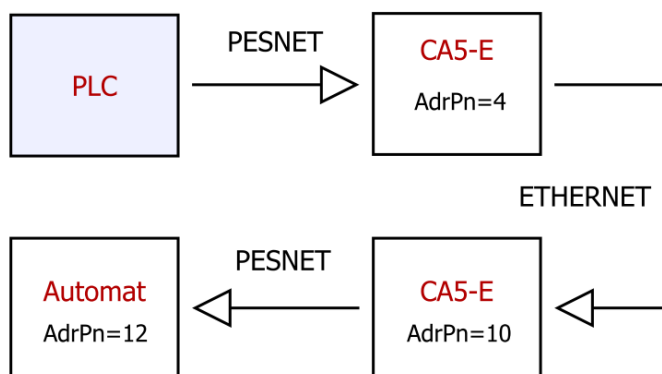 PESNET
PLC
CA5-E
AdrPn=4
ETHERNET
PESNET
Automat
AdrPn=12
CA5-E
AdrPn=10